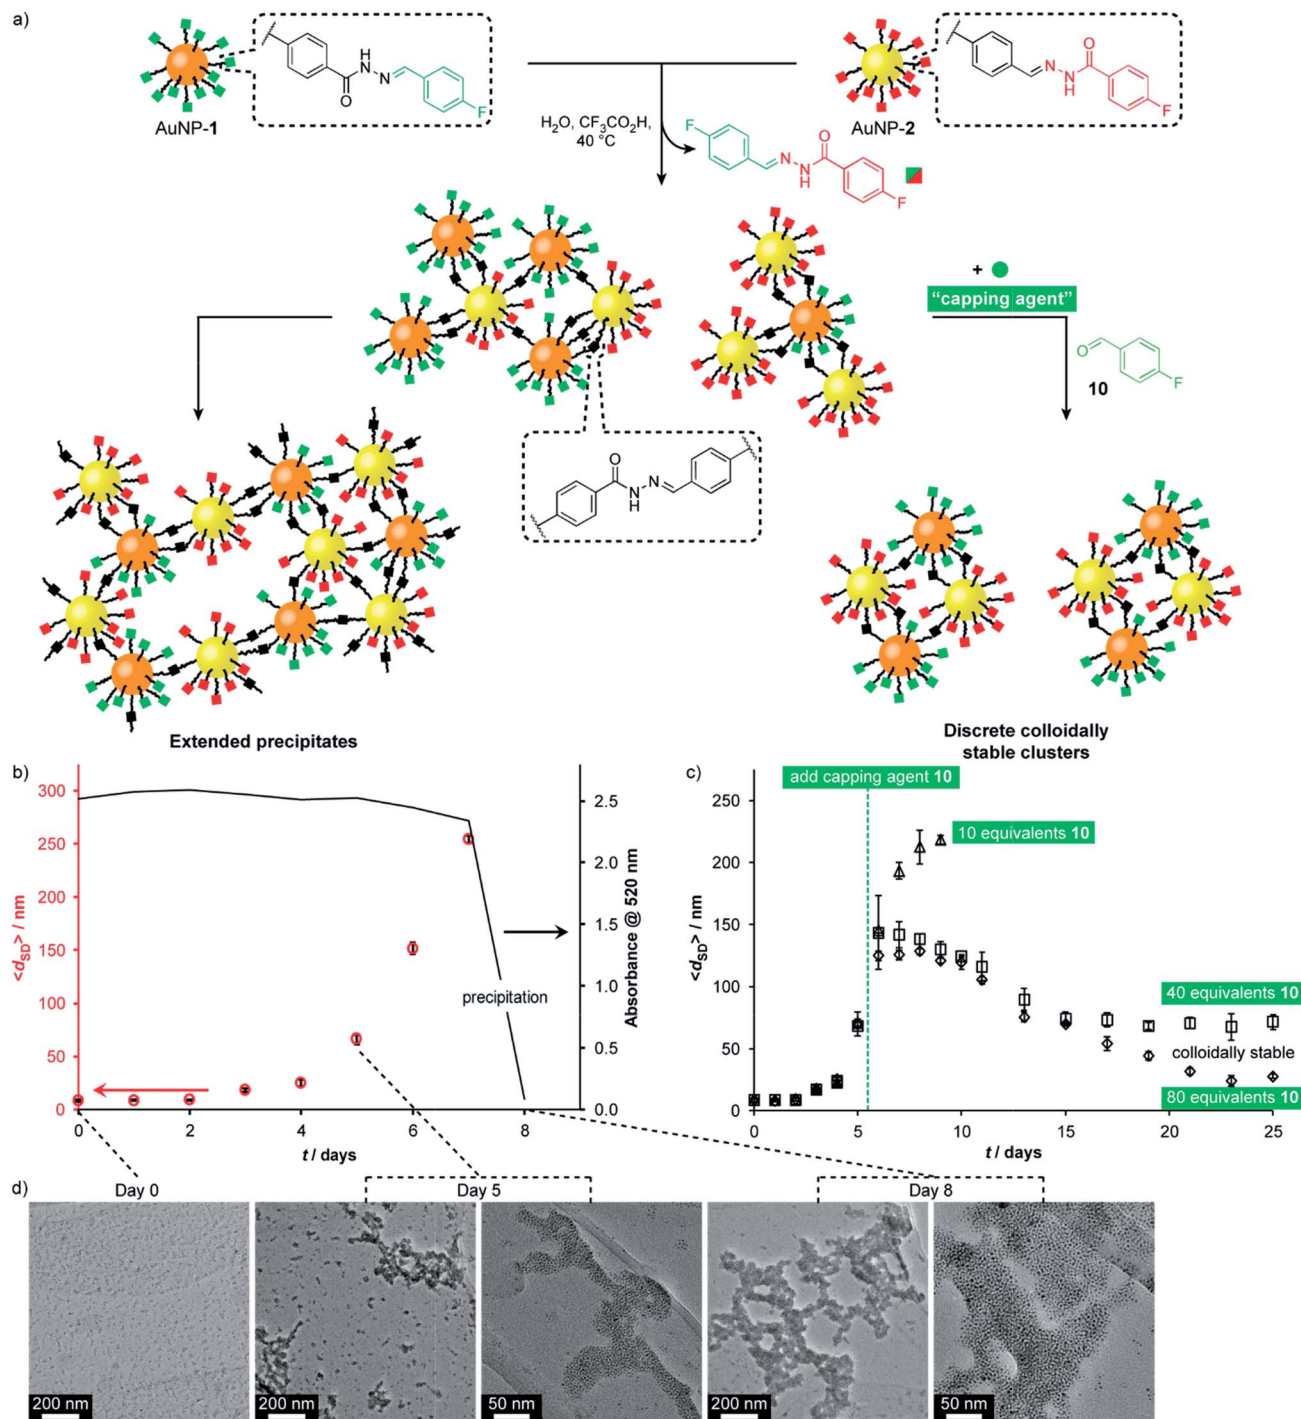 a)
AuNP-1
H
N
N
O
F
H₂O, CF₃CO₂H,
40 °C
F
N
N
H
O
F
AuNP-2
N
N
H
O
F
+
"capping agent"
O
10
F
O
N
N
H
Extended precipitates
Discrete colloidally
stable clusters
b)
300
250
200
150
100
50
0
<dSD> / nm
2.5
2.0
1.5
1.0
0.5
0.0
Absorbance @ 520 nm
precipitation
0
2
4
6
8
t / days
c)
add capping agent 10
10 equivalents 10
250
200
150
100
50
0
<dSD> / nm
40 equivalents 10
colloidally stable
80 equivalents 10
0
5
10
15
20
25
t / days
d)
Day 0
Day 5
Day 8
200 nm
200 nm
50 nm
200 nm
50 nm